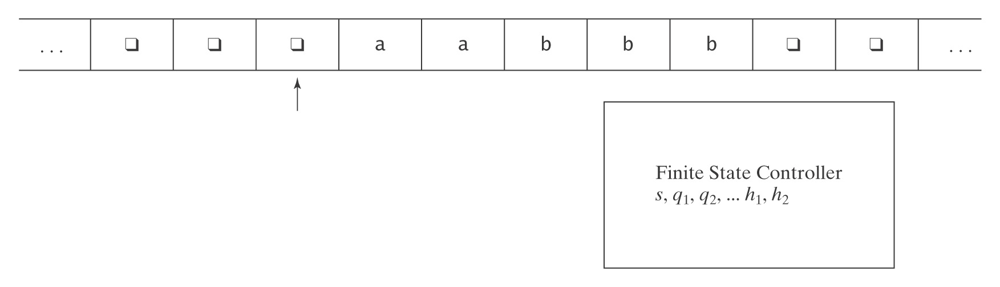 ... ❑ ❑ ❑ a a b b b ❑ ❑ ...
Finite State Controller
s, q₁, q₂, ... h₁, h₂